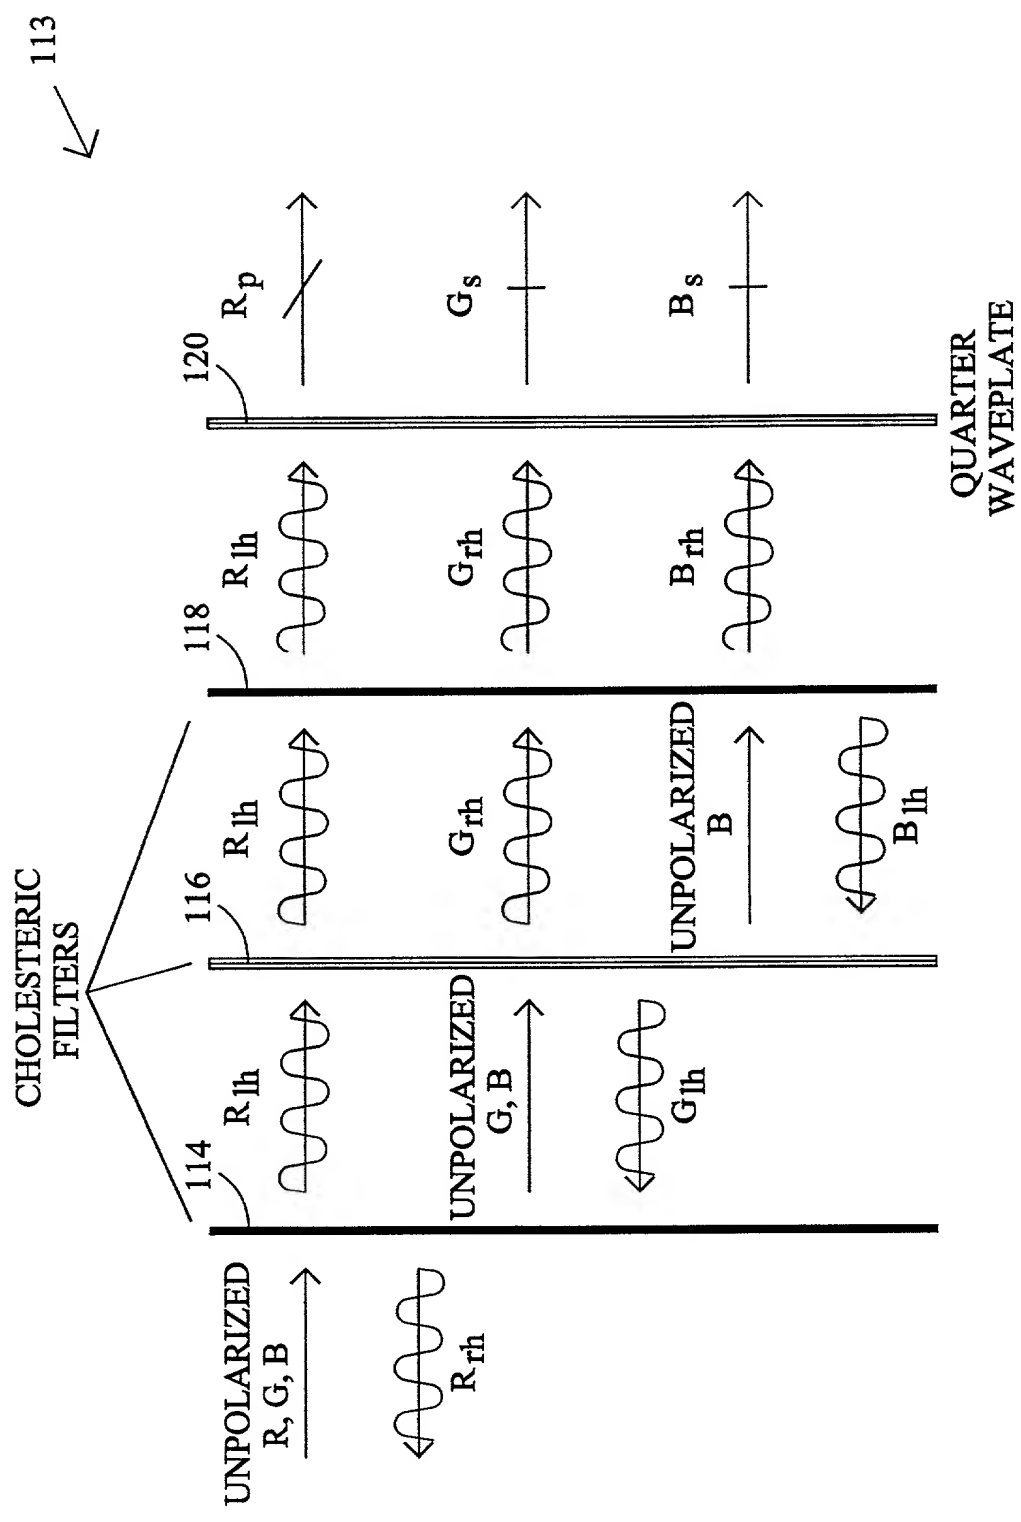 113
CHOLESTERIC
FILTERS
114
116
118
120
UNPOLARIZED
R, G, B
R_lh
R_lh
R_lh
R_p
R_rh
UNPOLARIZED
G, B
G_rh
G_rh
G_s
G_lh
UNPOLARIZED
B
B_rh
B_s
B_lh
QUARTER
WAVEPLATE